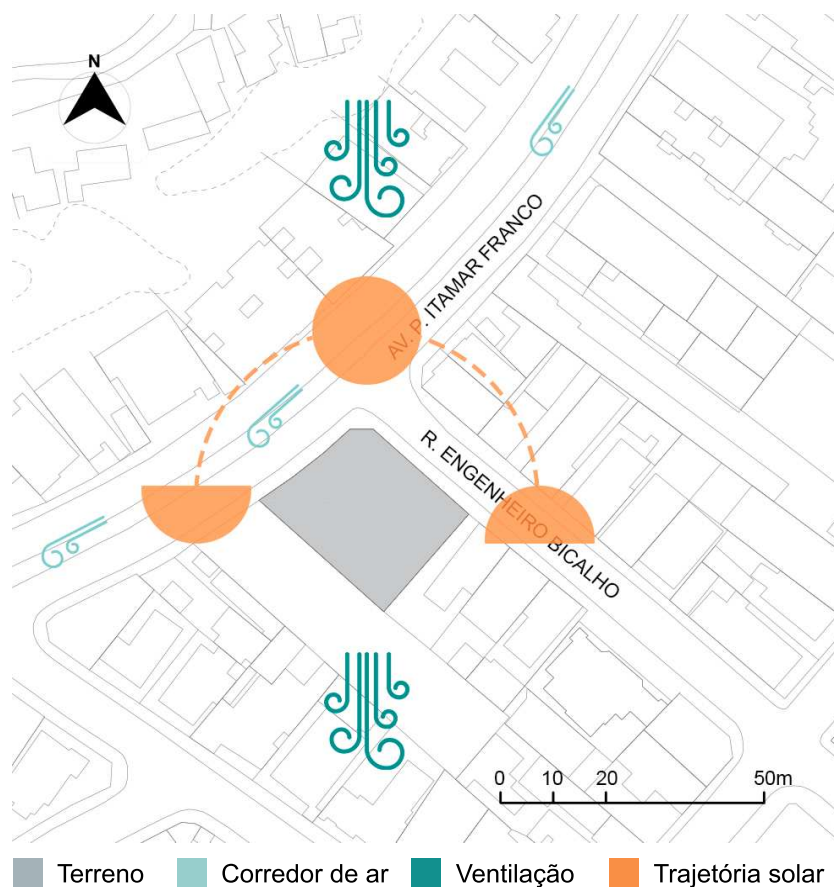 N
AV. P. ITAMAR FRANCO
R. ENGENHEIRO BICALHO
0 10 20 50m
Terreno Corredor de ar Ventilação Trajetória solar